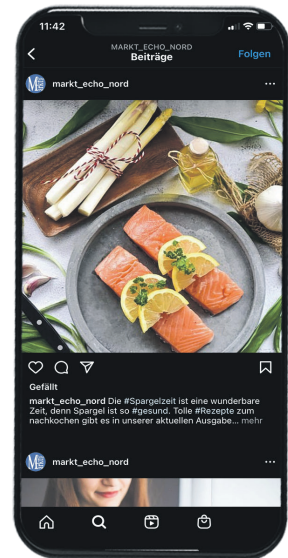 11:42
MARKT_ECHO_NORD
Beiträge
Folgen
markt_echo_nord
Gefällt
markt_echo_nord Die #Spargelzeit ist eine wunderbare
Zeit, denn Spargel ist so #gesund. Tolle #Rezepte zum
nachkochen gibt es in unserer aktuellen Ausgabe... mehr
markt_echo_nord